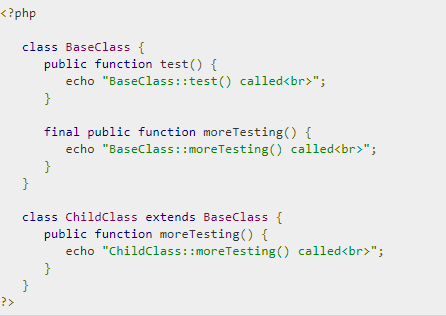 <?php
class BaseClass {
public function test() {
echo "BaseClass::test() called<br>";
}
final public function moreTesting() {
echo "BaseClass::moreTesting() called<br>";
}
}
class ChildClass extends BaseClass {
public function moreTesting() {
echo "ChildClass::moreTesting() called<br>";
}
}
?>